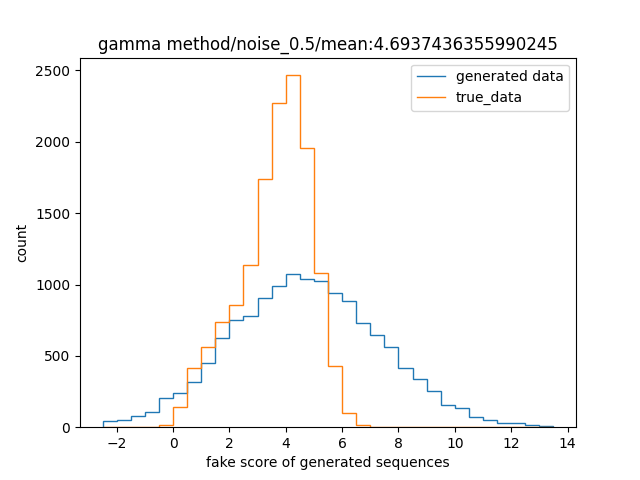 gamma method/noise_0.5/mean:4.6937436355990245
generated data
true_data
2500
2000
1500
1000
500
0
count
−2 0 2 4 6 8 10 12 14
fake score of generated sequences